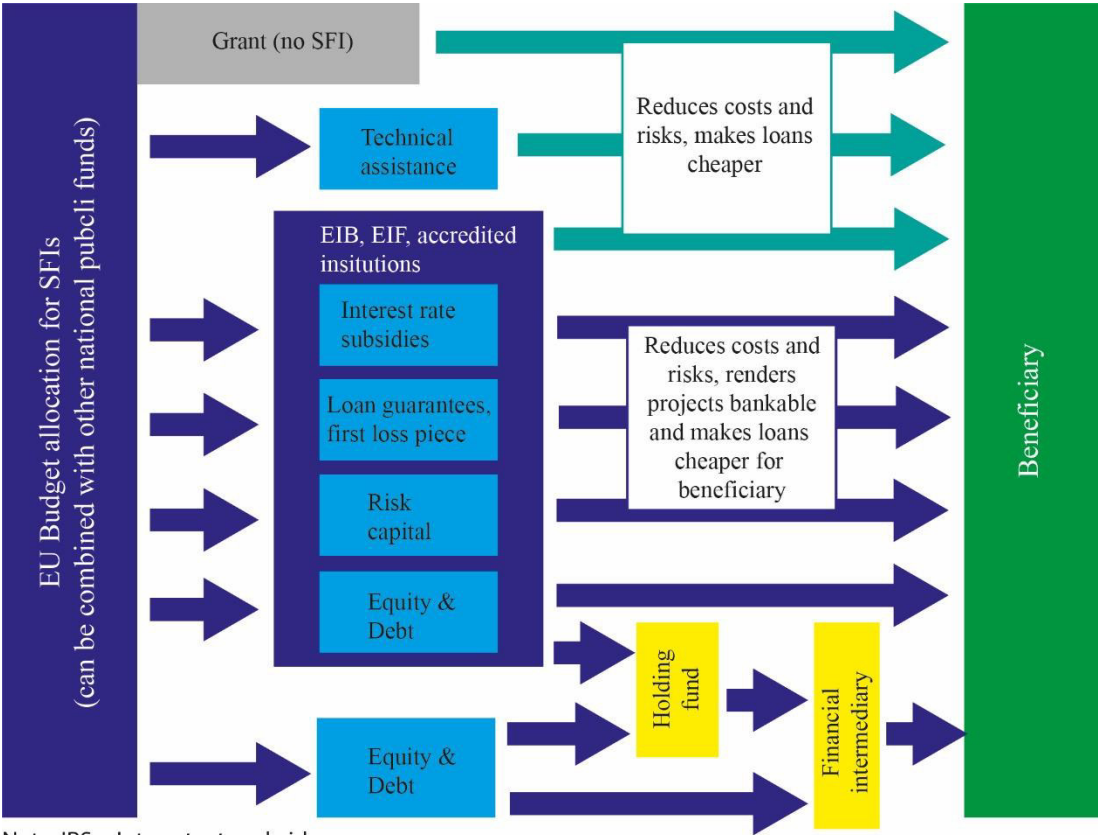 EU Budget allocation for SFIs
(can be combined with other national pubcli funds)
Grant (no SFI)
Technical
assistance
Reduces costs and
risks, makes loans
cheaper
EIB, EIF, accredited
insitutions
Interest rate
subsidies
Loan guarantees,
first loss piece
Risk
capital
Equity &
Debt
Reduces costs and
risks, renders
projects bankable
and makes loans
cheaper for
beneficiary
Holding
fund
Financial
intermediary
Equity &
Debt
Beneficiary